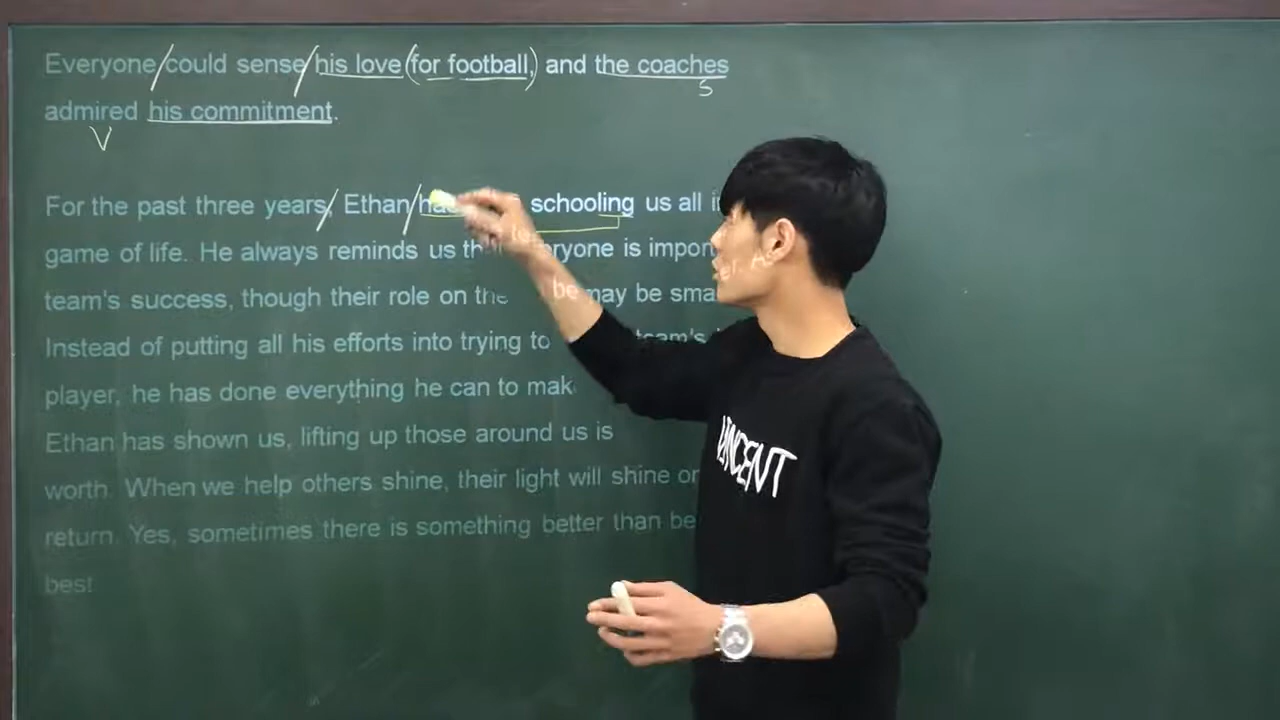 Everyone could sense his love (for football,) and the coaches
S
admired his commitment.
V
For the past three years, Ethan schooling us all
game of life. He always reminds us is
team's success, though their role on the be may be
Instead of putting all his efforts into trying to team's
player, he has done everything he can to
Ethan has shown us, lifting up those around us is
worth. When we help others shine, their light will shine
return. Yes, sometimes there is something better than
best
VINCENT